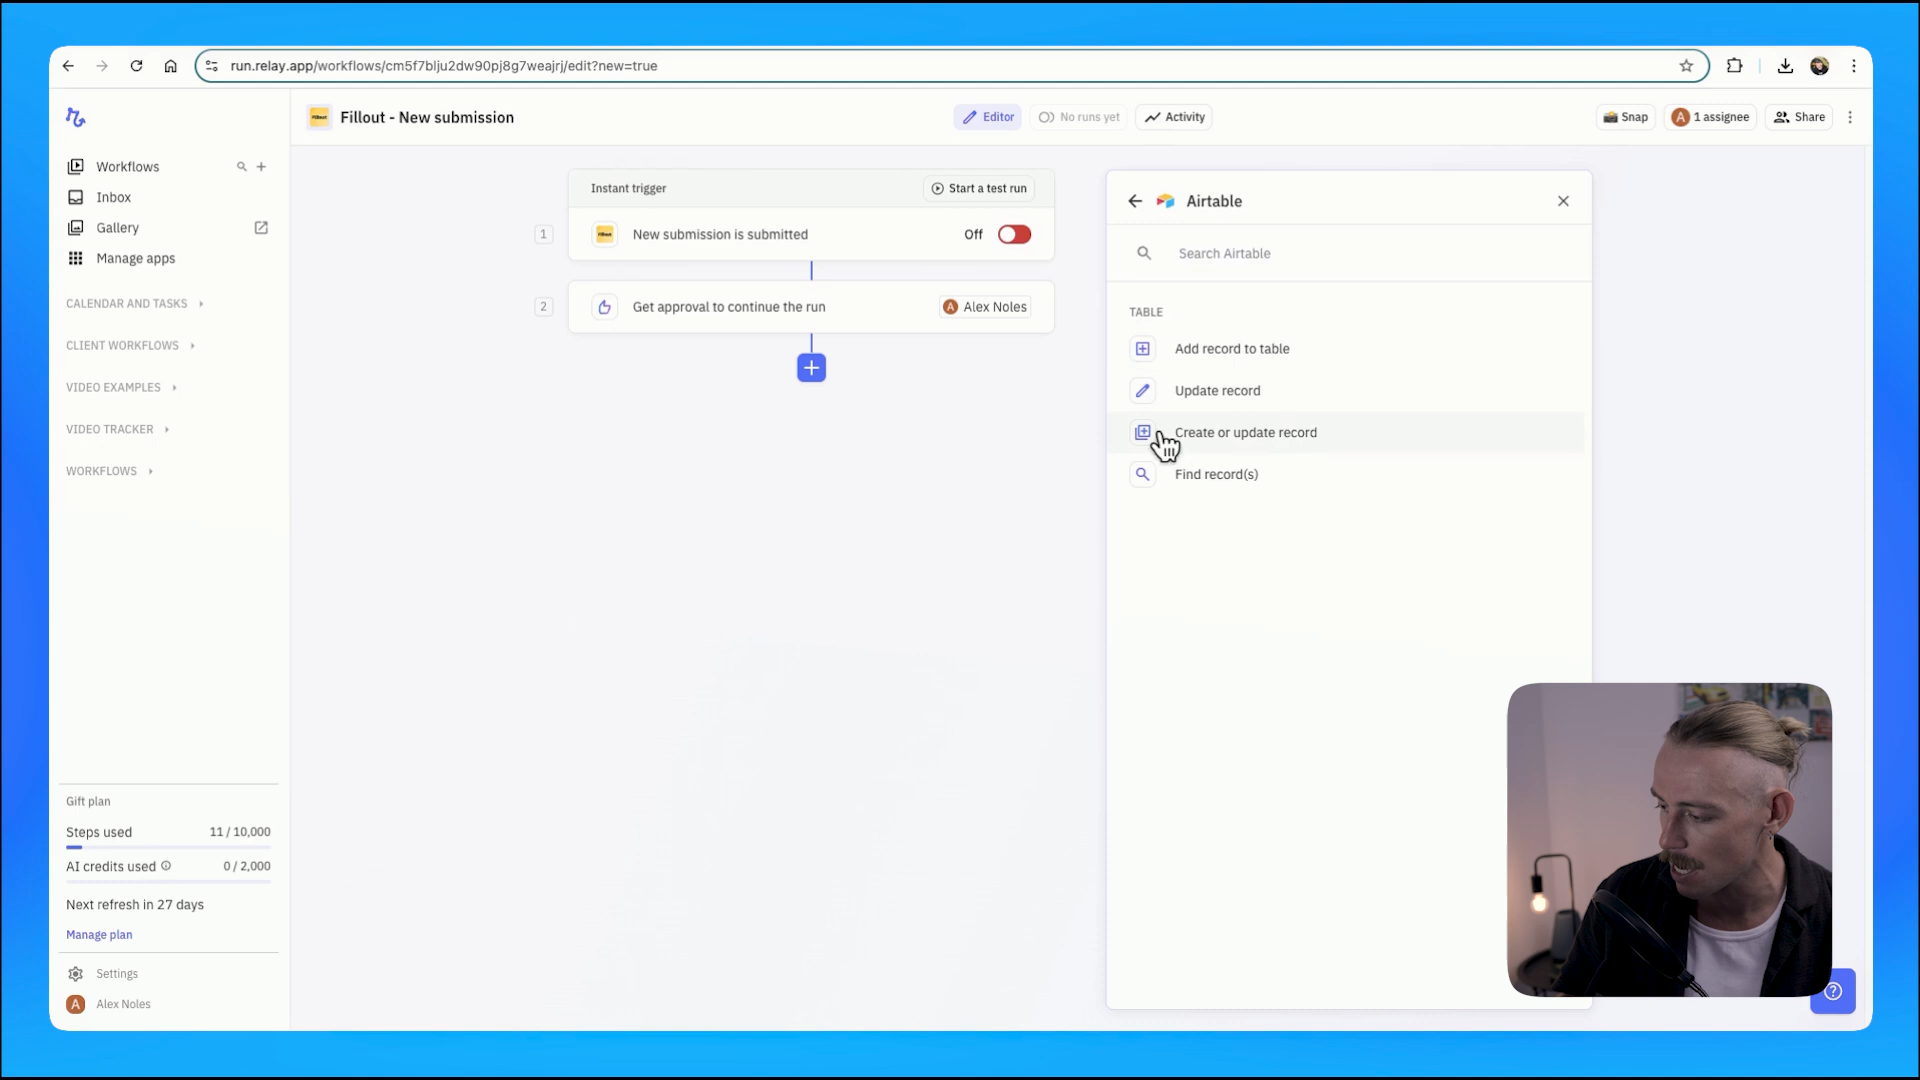 run.relay.app/workflows/cm5f7blju2dw90pj8g7weajrj/edit?new=true
Fillout - New submission
Editor
No runs yet
Activity
Snap
A
1 assignee
Share
Workflows
Inbox
Gallery
Manage apps
CALENDAR AND TASKS
CLIENT WORKFLOWS
VIDEO EXAMPLES
VIDEO TRACKER
WORKFLOWS
Gift plan
Steps used
11 / 10,000
AI credits used
0 / 2,000
Next refresh in 27 days
Manage plan
Settings
A
Alex Noles
Instant trigger
Start a test run
1
Fillout
New submission is submitted
Off
2
Get approval to continue the run
A
Alex Noles
Airtable
Search Airtable
TABLE
Add record to table
Update record
Create or update record
Find record(s)